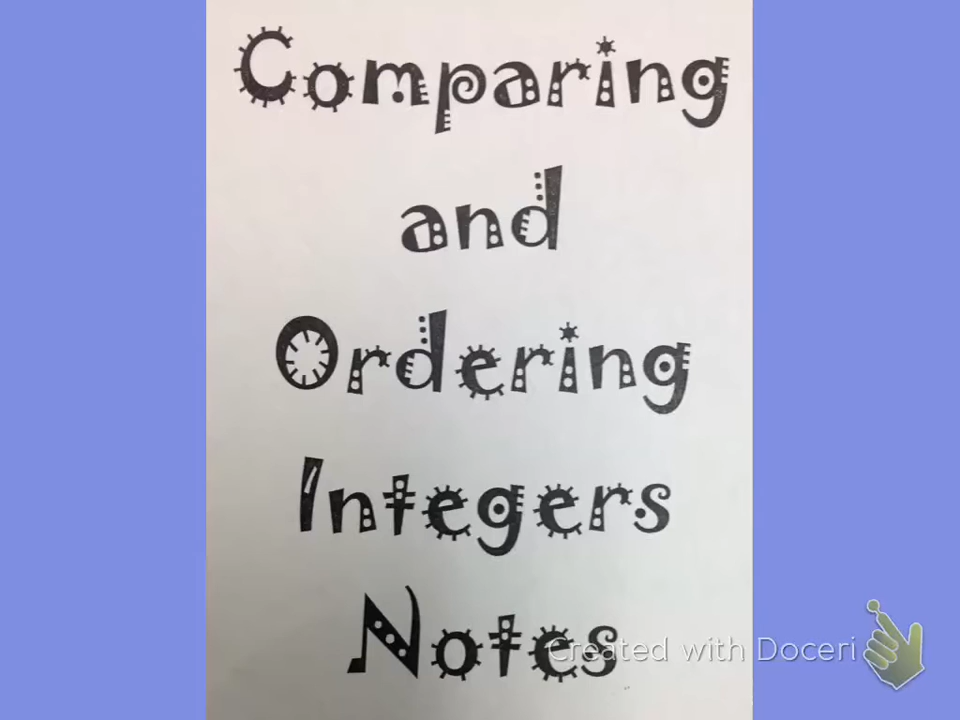 Comparing
and
Ordering
Integers
Notes
Created with Doceri